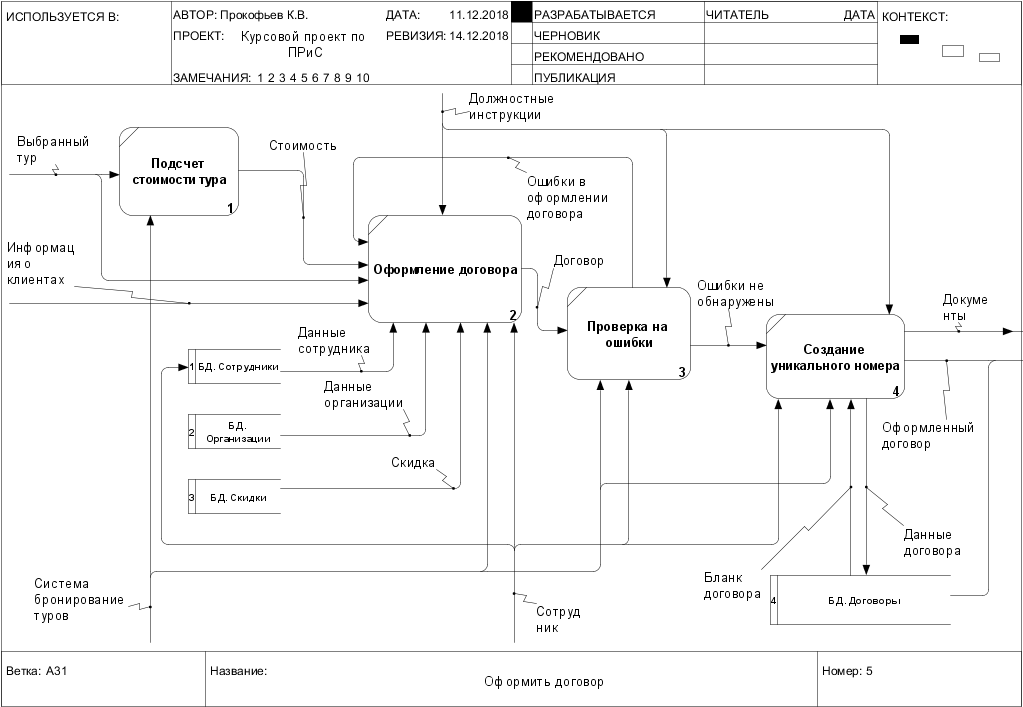 ИСПОЛЬЗУЕТСЯ В:
АВТОР: Прокофьев К.В.
ДАТА: 11.12.2018
РАЗРАБАТЫВАЕТСЯ
ЧИТАТЕЛЬ
ДАТА
КОНТЕКСТ:
ПРОЕКТ: Курсовой проект по
ПРиС
РЕВИЗИЯ: 14.12.2018
ЧЕРНОВИК
РЕКОМЕНДОВАНО
ЗАМЕЧАНИЯ: 1 2 3 4 5 6 7 8 9 10
ПУБЛИКАЦИЯ
Должностные
инструкции
Выбранный
тур
Подсчет
стоимости тура
1
Стоимость
Ошибки в
оформлении
договора
Информац
ия о
клиентах
Оформление договора
2
Договор
Ошибки не
обнаружены
Проверка на
ошибки
3
Докуме
нты
Создание
уникального номера
4
Данные
сотрудника
1 БД. Сотрудники
Данные
организации
2
БД.
Организации
Скидка
3 БД. Скидки
Оформленный
договор
Данные
договора
Бланк
договора
4 БД. Договоры
Система
бронирование
туров
Сотруд
ник
Ветка: A31
Название:
Оформить договор
Номер: 5